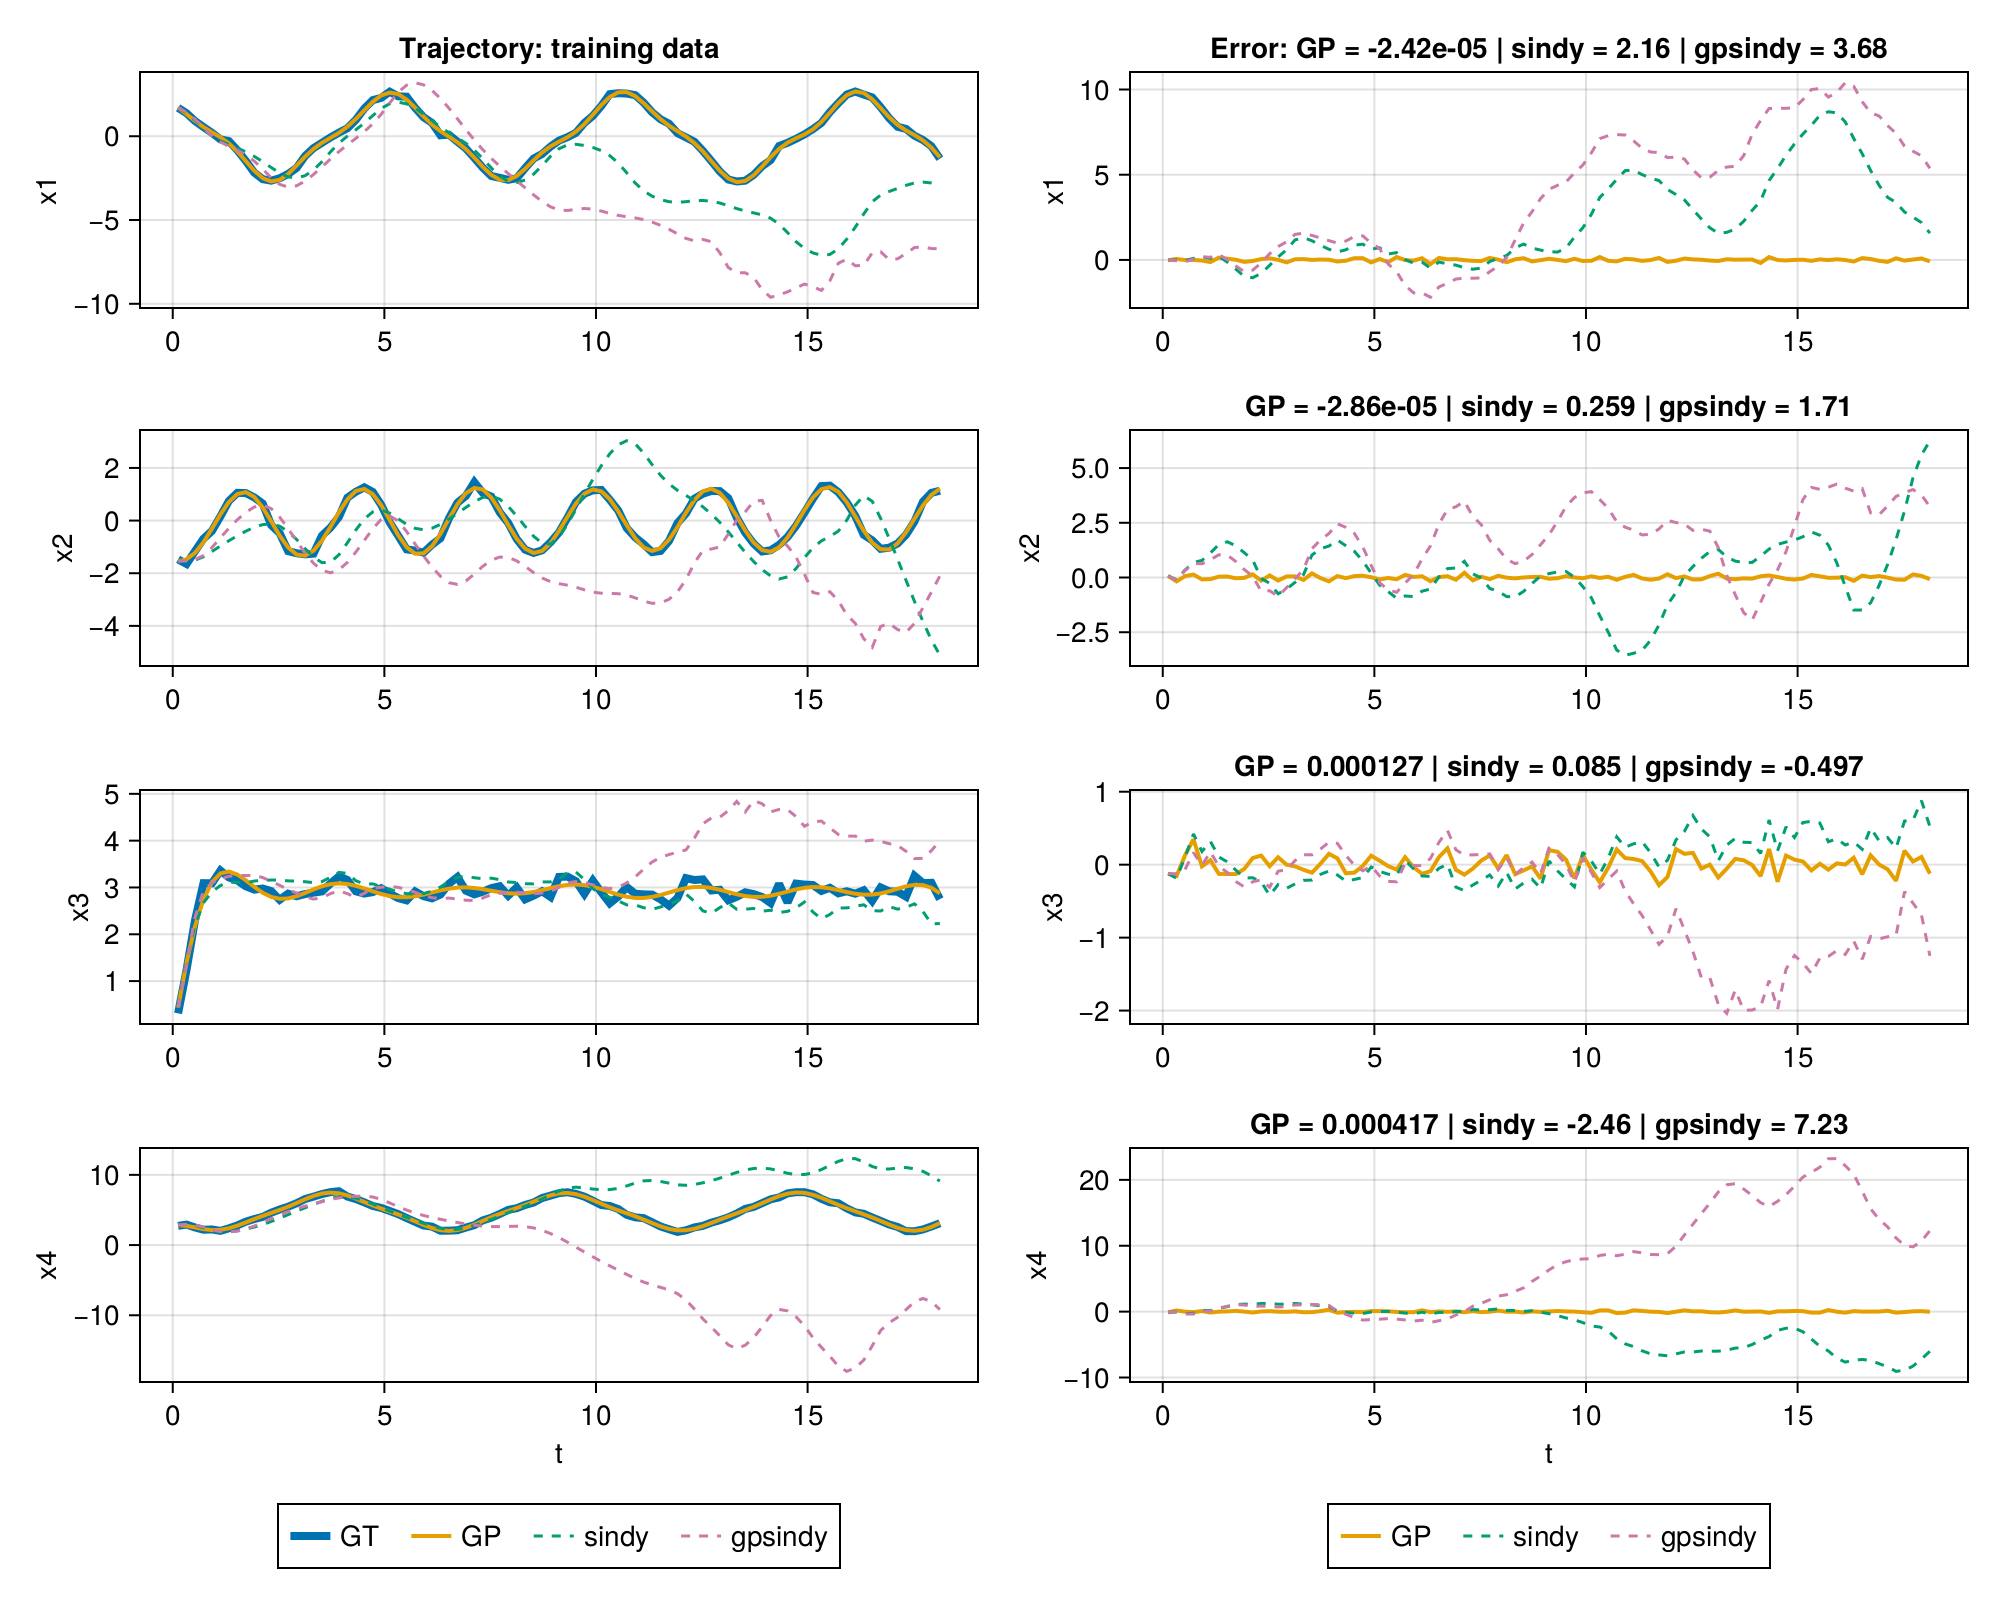 Trajectory: training data
x1
0
−5
−10
0 5 10 15
Error: GP = -2.42e-05 | sindy = 2.16 | gpsindy = 3.68
x1
10
5
0
0 5 10 15
x2
2
0
−2
−4
0 5 10 15
GP = -2.86e-05 | sindy = 0.259 | gpsindy = 1.71
x2
5.0
2.5
0.0
−2.5
0 5 10 15
x3
5
4
3
2
1
0 5 10 15
GP = 0.000127 | sindy = 0.085 | gpsindy = -0.497
x3
1
0
−1
−2
0 5 10 15
x4
10
0
−10
0 5 10 15
t
GP = 0.000417 | sindy = -2.46 | gpsindy = 7.23
x4
20
10
0
−10
0 5 10 15
t
GT GP sindy gpsindy
GP sindy gpsindy